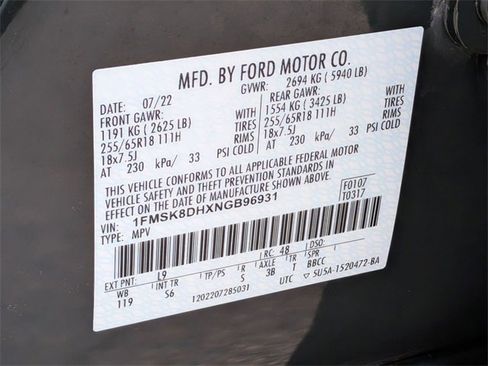 MFD. BY FORD MOTOR CO.
DATE: 07/22 GVWR: 2694 KG ( 5940 LB)
FRONT GAWR: REAR GAWR:
1191 KG ( 2625 LB) WITH 1554 KG ( 3425 LB) WITH
255/65R18 111H TIRES 255/65R18 111H TIRES
18x7.5J RIMS 18x7.5J RIMS
AT 230 kPa/ 33 PSI COLD AT 230 kPa/ 33 PSI COLD
THIS VEHICLE CONFORMS TO ALL APPLICABLE FEDERAL MOTOR
VEHICLE SAFETY AND THEFT PREVENTION STANDARDS IN EFFECT
ON THE DATE OF MANUFACTURE SHOWN ABOVE.
VIN: 1FMSK8DHXNGB96931 F0107
TYPE: MPV T0317
EXT PNT: L9 RC: 48 DSO:
WB INT TR TP/PS R AXLE TR SPR
119 S6 S 3B T BBCC
1202207285031 UTC 5U5A-1520472-BA